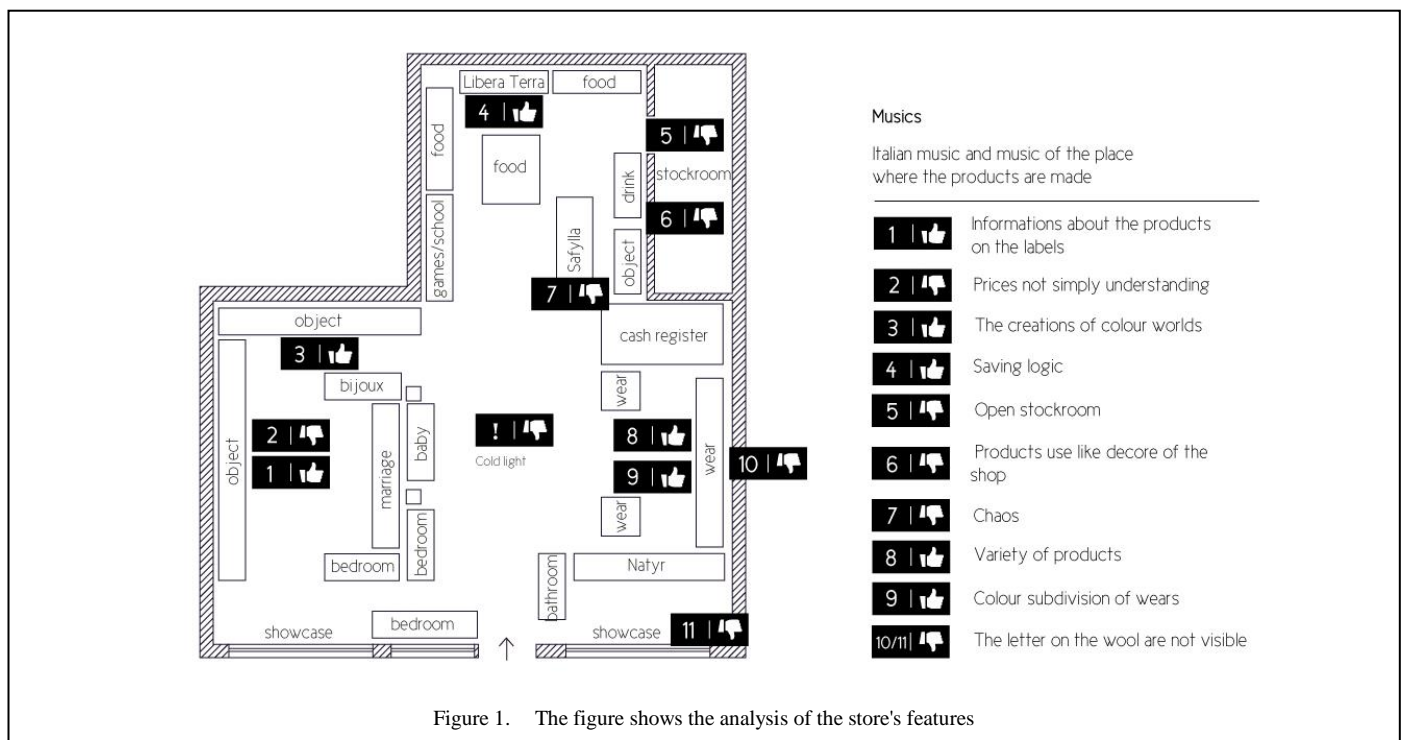 Libera Terra
food
4
food
food
5
stockroom
drink
6
games/school
Safylla
object
7
object
cash register
3
bijoux
wear
object
2
1
marriage
baby
!
Cold light
8
9
wear
10
bedroom
wear
bedroom
bathroom
Natyr
showcase
bedroom
showcase
11
Musics
Italian music and music of the place
where the products are made
1
Informations about the products
on the labels
2
Prices not simply understanding
3
The creations of colour worlds
4
Saving logic
5
Open stockroom
6
Products use like decore of the
shop
7
Chaos
8
Variety of products
9
Colour subdivision of wears
10/11
The letter on the wool are not visible
Figure 1. The figure shows the analysis of the store's features